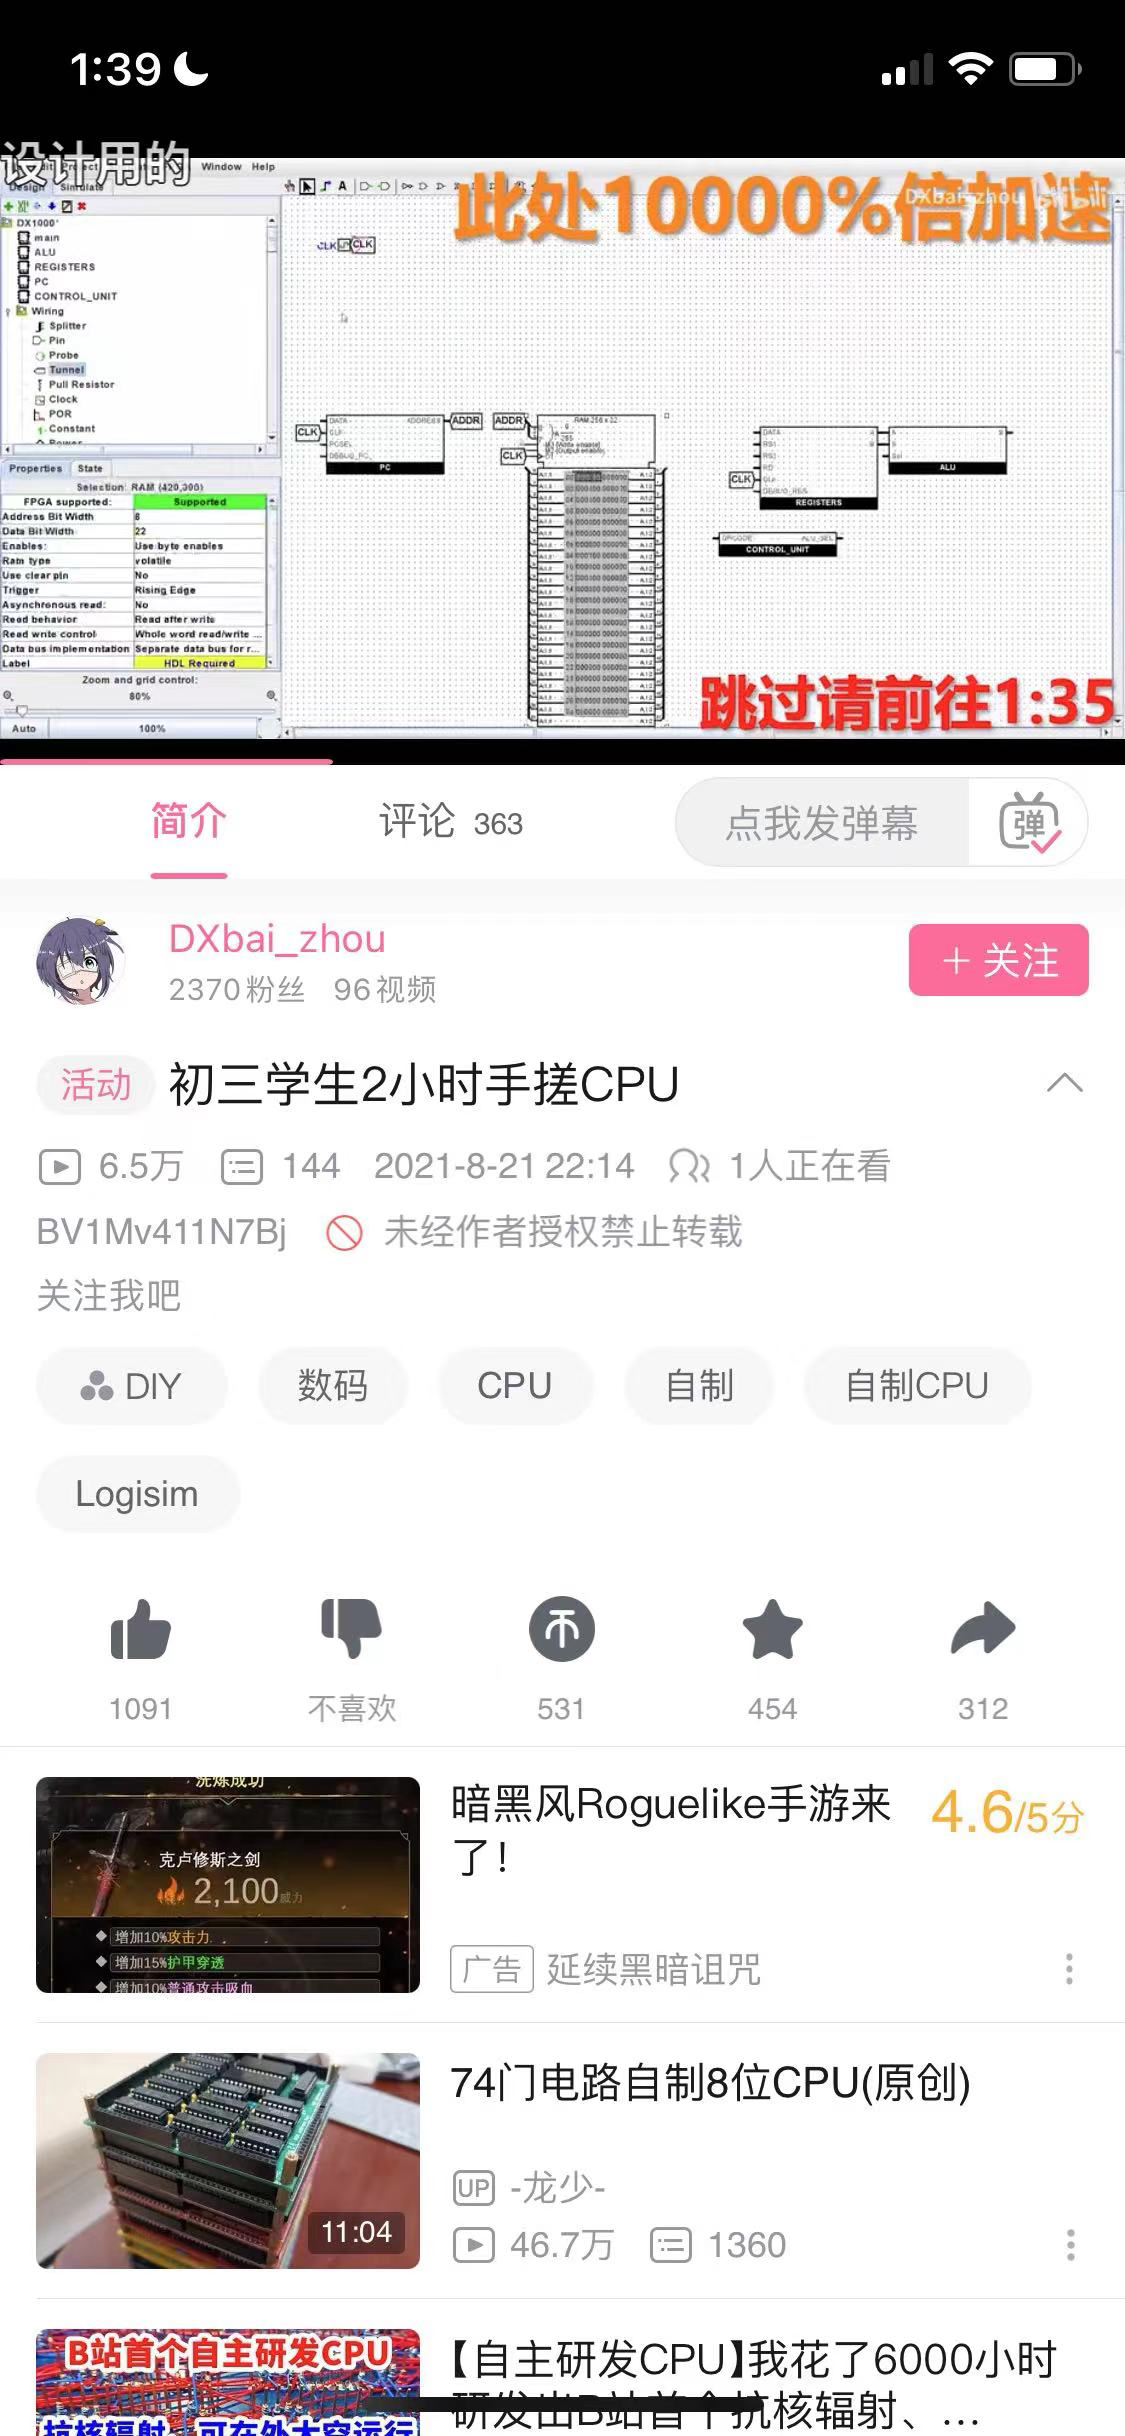 1:39
设计用的
Window Help
Design Simulate
此处10000%倍加速
DXbai_zhou bilibili
DX1000*
main
ALU
REGISTERS
PC
CONTROL_UNIT
Wiring
Splitter
Pin
Probe
Tunnel
Pull Resistor
Clock
POR
Constant
Power
CLK CLK
CLK
DATA
PCSEL
ADDRESS
PC
ADDR
ADDR
CLK
RAM 256 x 22
CLK
DATA
RS1
RS1
RD
REGISTERS
ALU
OPCODE ALU_SEL
CONTROL_UNIT
Properties State
Selection: RAM (420,300)
FPGA supported: Supported
Address Bit Width 8
Data Bit Width 22
Enables: Use byte enables
Ram type volatile
Use clear pin No
Trigger Rising Edge
Asynchronous read: No
Read behavior Read after write
Read write control Whole word read/write ...
Data bus implementation Separate data bus for r...
Label HDL Required
Zoom and grid control:
80%
Auto 100%
跳过请前往1:35
简介 评论 363 点我发弹幕 弹
DXbai_zhou
2370粉丝 96视频
+ 关注
活动 初三学生2小时手搓CPU
6.5万 144 2021-8-21 22:14 1人正在看
BV1Mv411N7Bj 未经作者授权禁止转载
关注我吧
DIY 数码 CPU 自制 自制CPU
Logisim
1091 不喜欢 531 454 312
洗炼成功
克卢修斯之剑
2,100威力
增加10%攻击力
增加15%护甲穿透
增加10%普通攻击吸血
暗黑风Roguelike手游来
了！
4.6/5分
广告 延续黑暗诅咒
11:04
74门电路自制8位CPU(原创)
UP -龙少-
46.7万 1360
B站首个自主研发CPU
抗核辐射、可在外太空运行
【自主研发CPU】我花了6000小时
研发出B站首个抗核辐射、...